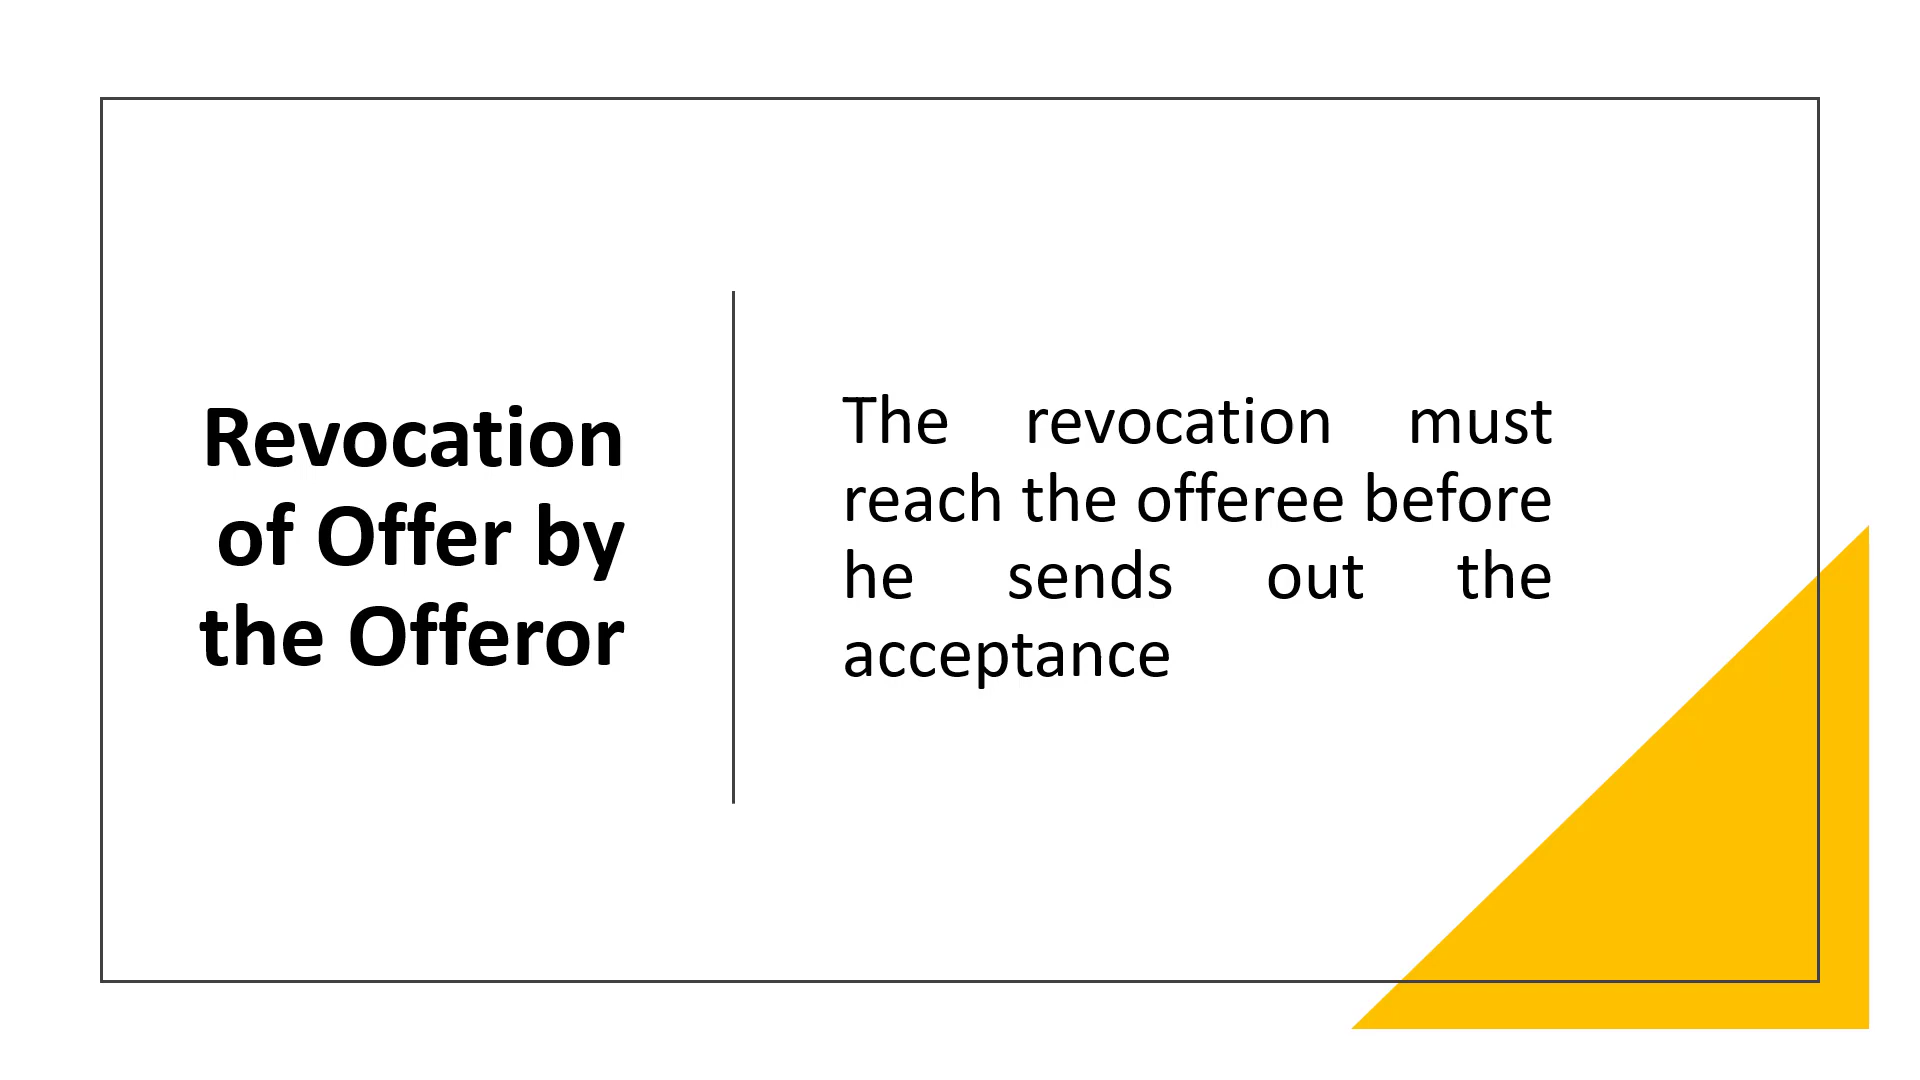 Revocation
of Offer by
the Offeror
The revocation must
reach the offeree before
he sends out the
acceptance